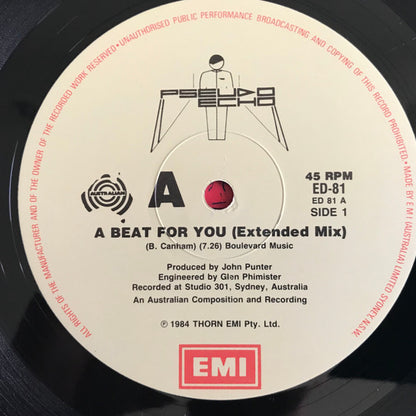 ALL RIGHTS OF THE MANUFACTURER AND OF THE OWNER OF THE RECORDED WORK RESERVED•UNAUTHORISED PUBLIC PERFORMANCE BROADCASTING AND COPYING OF THIS RECORD PROHIBITED•MADE BY E.M.I. (AUSTRALIA) LIMITED SYDNEY N.S.W.
PSEUDO
ECHO
AUSTRALIAN
A
45 RPM
ED-81
ED 81 A
SIDE 1
A BEAT FOR YOU (Extended Mix)
(B. Canham) (7.26) Boulevard Music
Produced by John Punter
Engineered by Glen Phimister
Recorded at Studio 301, Sydney, Australia
An Australian Composition and Recording
℗ 1984 THORN EMI Pty. Ltd.
EMI